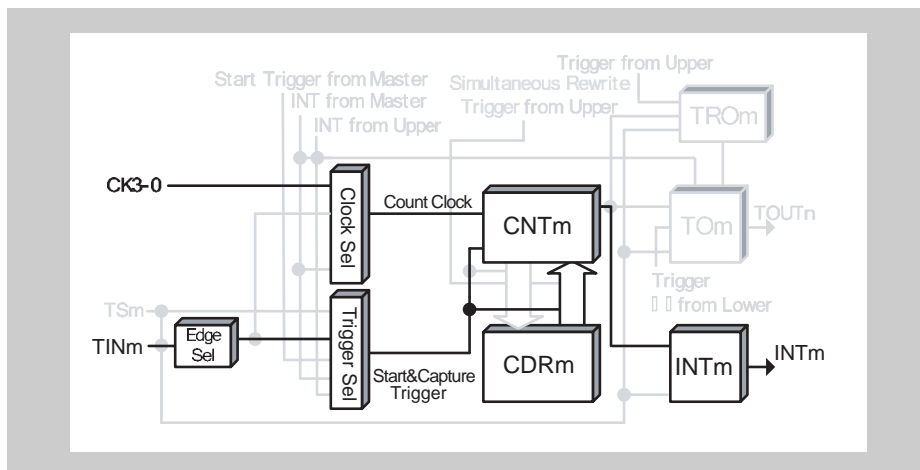 Trigger from Upper
Start Trigger from Master
Simultaneous Rewrite
INT from Master
Trigger from Upper
INT from Upper
TROm
CK3-0
Clock Sel
Count Clock
CNTm
TOm
TOUTn
Trigger
from Lower
TSm
TINm
Edge
Sel
Trigger Sel
Start&Capture
Trigger
CDRm
INTm
INTm